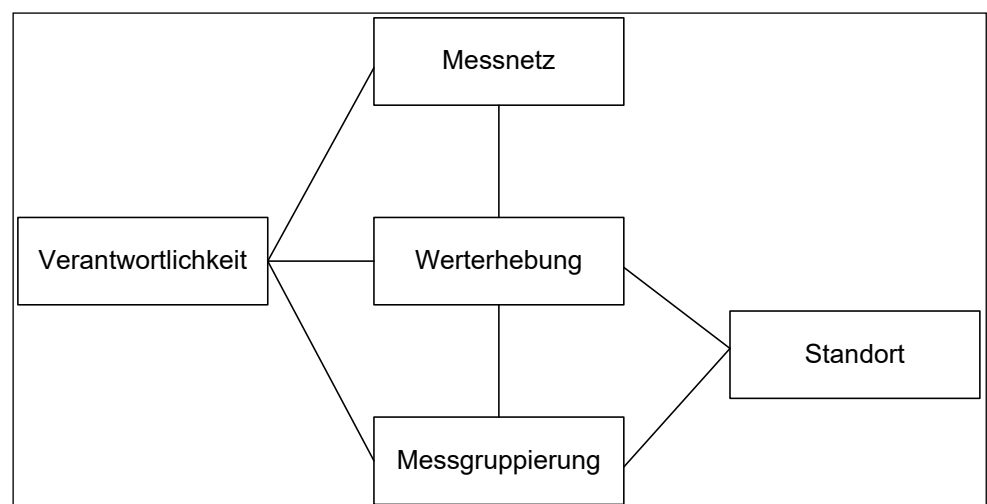 Messnetz
Verantwortlichkeit
Werterhebung
Standort
Messgruppierung